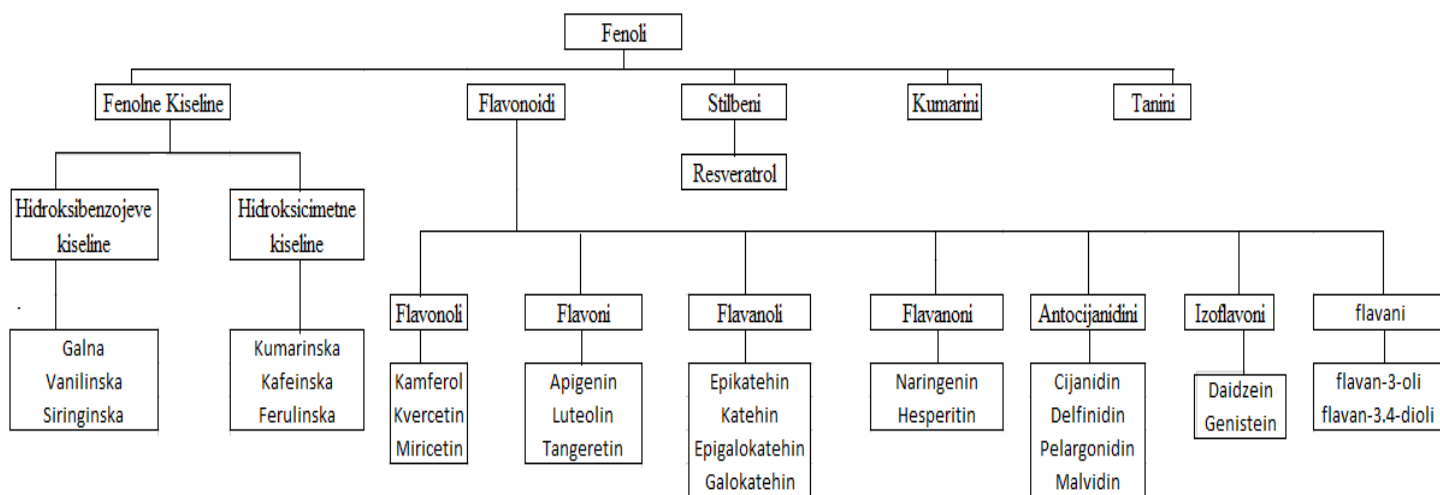 Fenoli
Fenolne Kiseline
Flavonoidi
Stilbeni
Kumarini
Tanini
Resveratrol
Hidroksibenzojeve
kiseline
Hidroksicimetne
kiseline
Flavonoli
Flavoni
Flavanoli
Flavanoni
Antocijanidini
Izoflavoni
flavani
Galna
Vanilinska
Siringinska
Kumarinska
Kafeinska
Ferulinska
Kamferol
Kvercetin
Miricetin
Apigenin
Luteolin
Tangeretin
Epikatehin
Katehin
Epigalokatehin
Galokatehin
Naringenin
Hesperitin
Cijanidin
Delfinidin
Pelargonidin
Malvidin
Daidzein
Genistein
flavan-3-oli
flavan-3.4-dioli